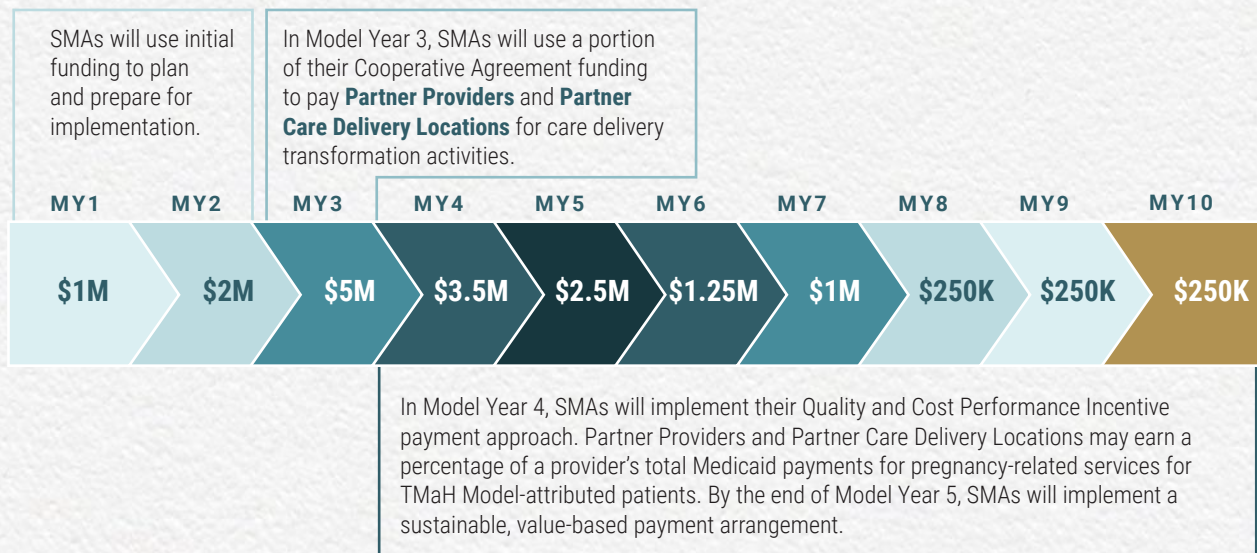 SMAs will use initial
funding to plan
and prepare for
implementation.
In Model Year 3, SMAs will use a portion
of their Cooperative Agreement funding
to pay Partner Providers and Partner
Care Delivery Locations for care delivery
transformation activities.
MY1 MY2 MY3 MY4 MY5 MY6 MY7 MY8 MY9 MY10
$1M $2M $5M $3.5M $2.5M $1.25M $1M $250K $250K $250K
In Model Year 4, SMAs will implement their Quality and Cost Performance Incentive
payment approach. Partner Providers and Partner Care Delivery Locations may earn a
percentage of a provider’s total Medicaid payments for pregnancy-related services for
TMaH Model-attributed patients. By the end of Model Year 5, SMAs will implement a
sustainable, value-based payment arrangement.